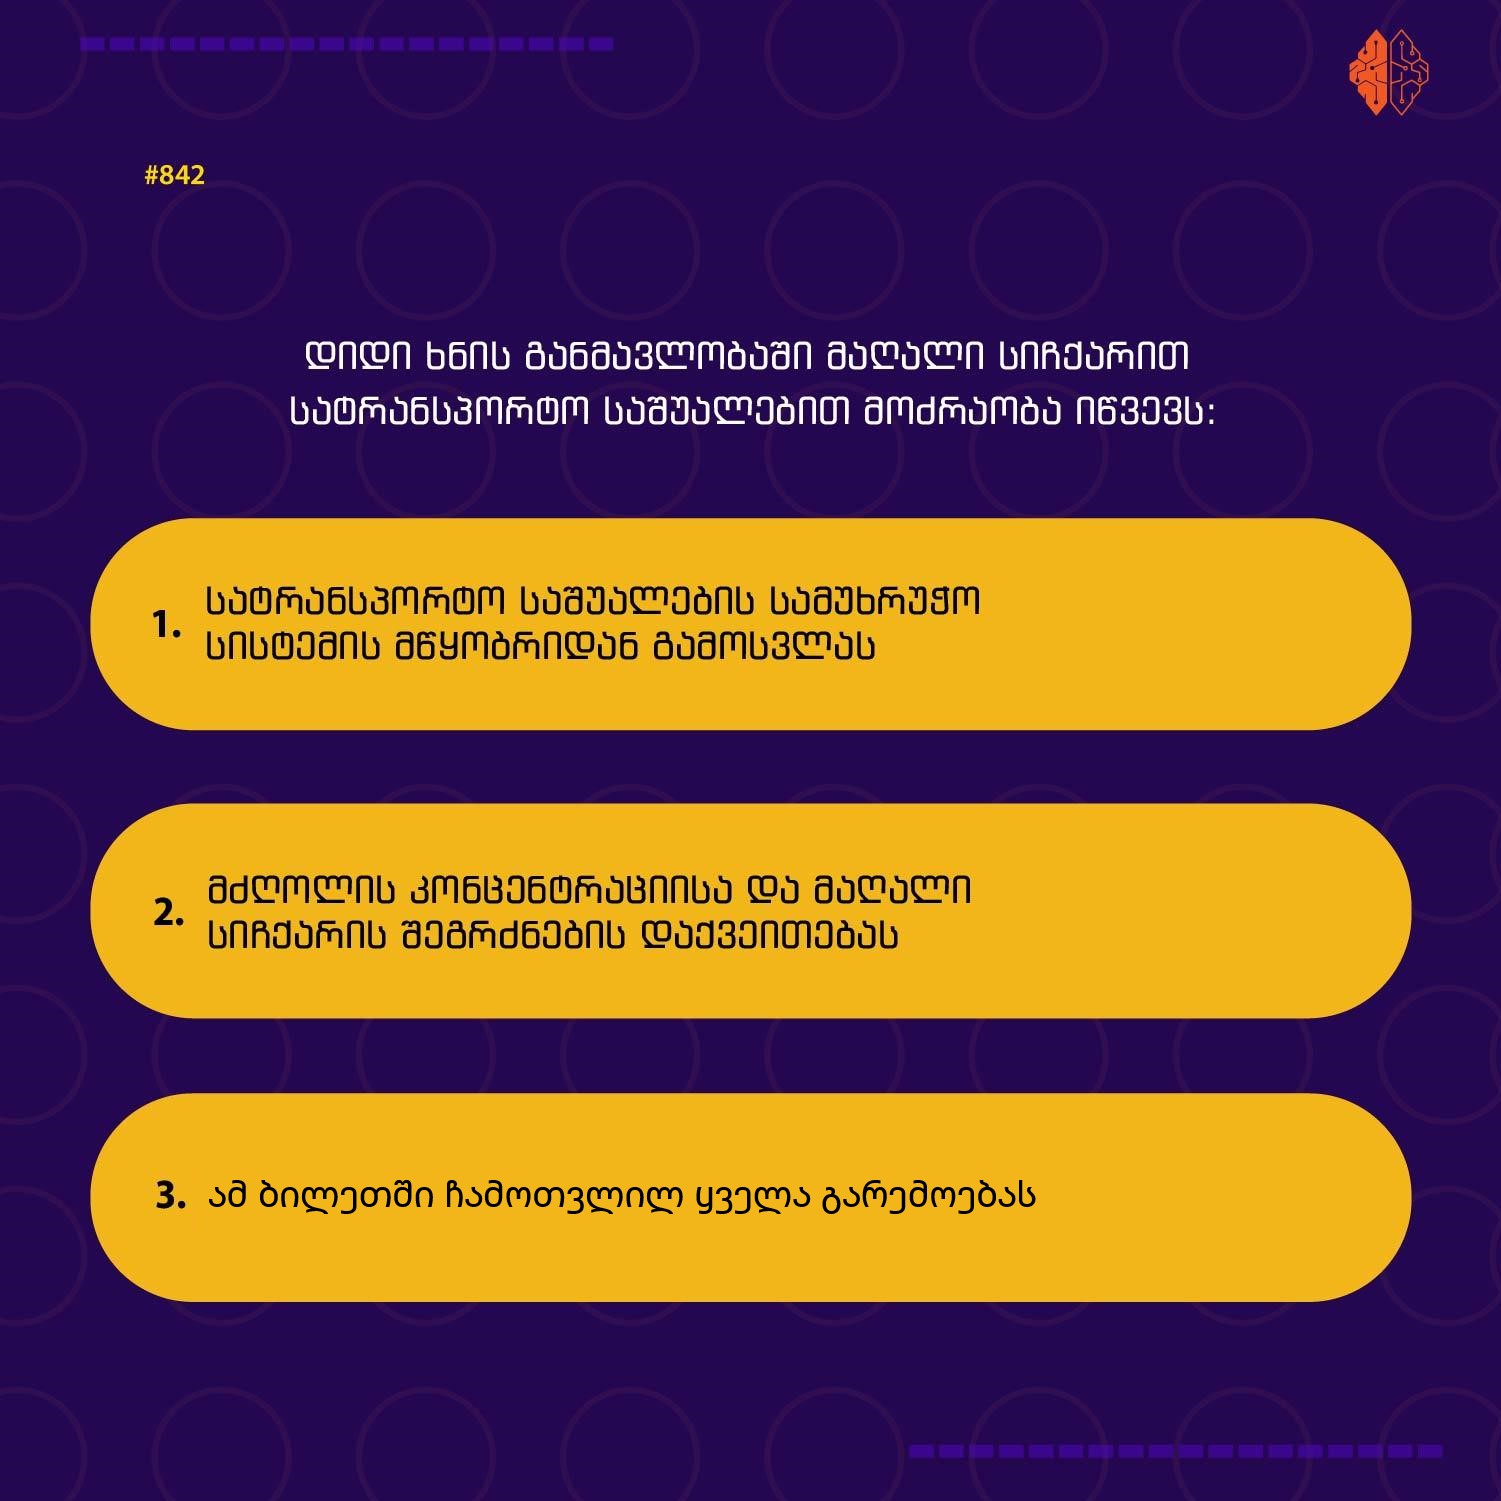 #842
დიდი ხნის განმავლობაში მაღალი სიჩქარით
სატრანსპორტო საშუალებით მოძრაობა იწვევს:
1. სატრანსპორტო საშუალების სამუხრუჭო
სისტემის მწყობრიდან გამოსვლას
2. მძღოლის კონცენტრაციისა და მაღალი
სიჩქარის შეგრძნების დაქვეითებას
3. ამ ბილეთში ჩამოთვლილ ყველა გარემოებას